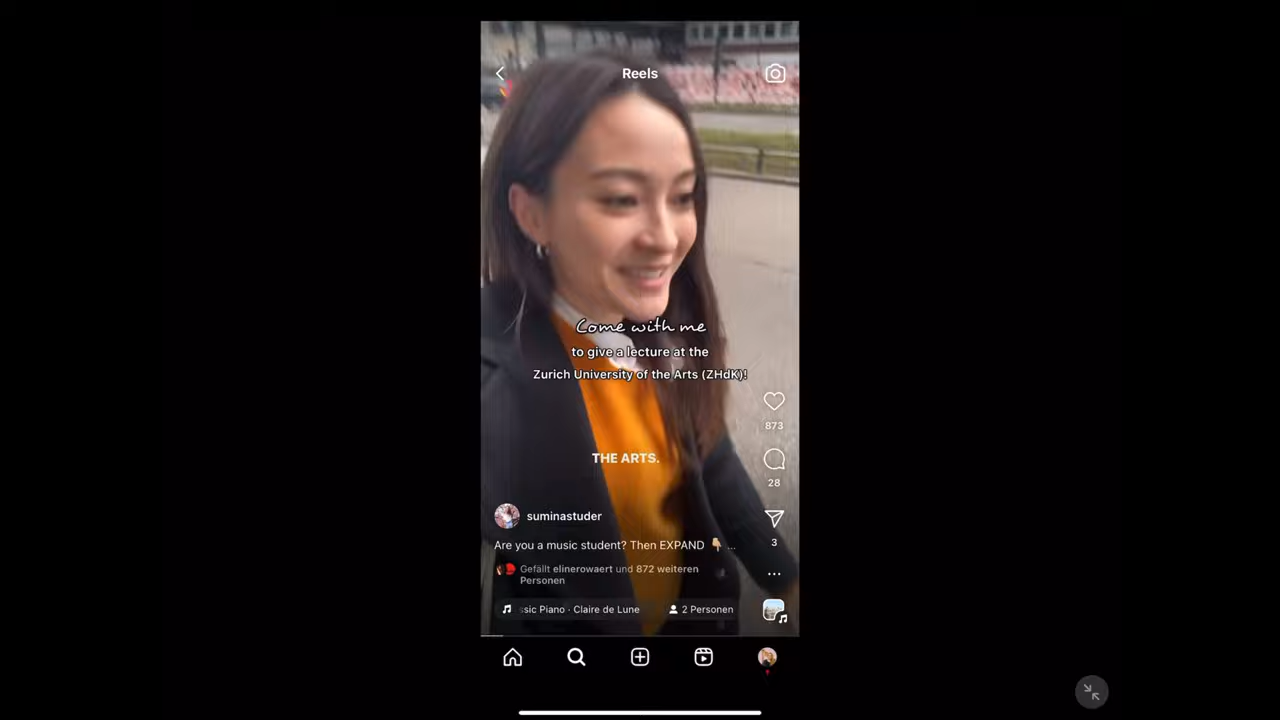 Reels
Come with me
to give a lecture at the
Zurich University of the Arts (ZHdK)!
873
THE ARTS.
28
suminastuder
3
Are you a music student? Then EXPAND 👇 ...
Gefällt elinerowaert und 872 weiteren
Personen
ssic Piano · Claire de Lune
2 Personen